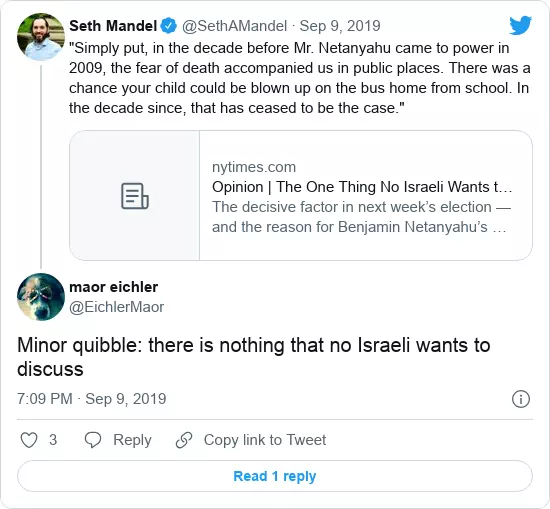 Seth Mandel @SethAMandel · Sep 9, 2019
"Simply put, in the decade before Mr. Netanyahu came to power in
2009, the fear of death accompanied us in public places. There was a
chance your child could be blown up on the bus home from school. In
the decade since, that has ceased to be the case."
nytimes.com
Opinion | The One Thing No Israeli Wants t...
The decisive factor in next week’s election —
and the reason for Benjamin Netanyahu’s ...
maor eichler
@EichlerMaor
Minor quibble: there is nothing that no Israeli wants to
discuss
7:09 PM · Sep 9, 2019
3 Reply Copy link to Tweet
Read 1 reply